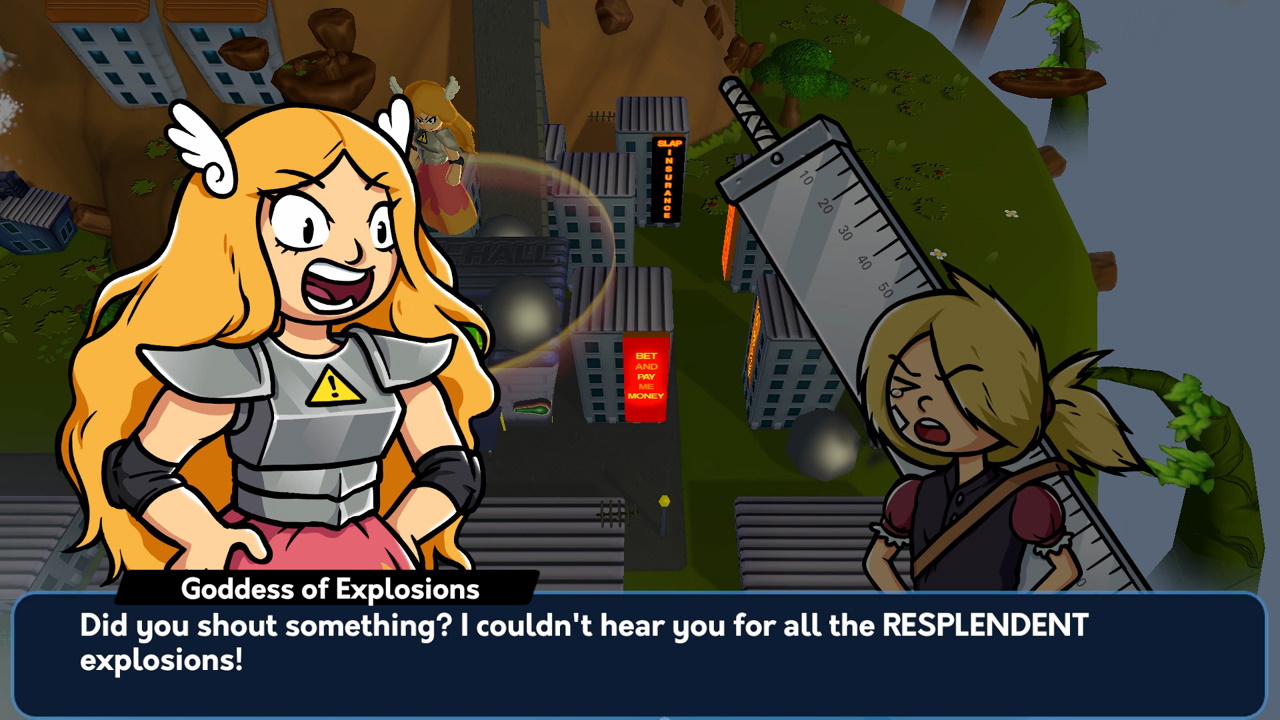 SLAP
INSURANCE
HALL
10
20
30
40
50
BET
AND
PAY
ME
MONEY
Goddess of Explosions
Did you shout something? I couldn't hear you for all the RESPLENDENT
explosions!